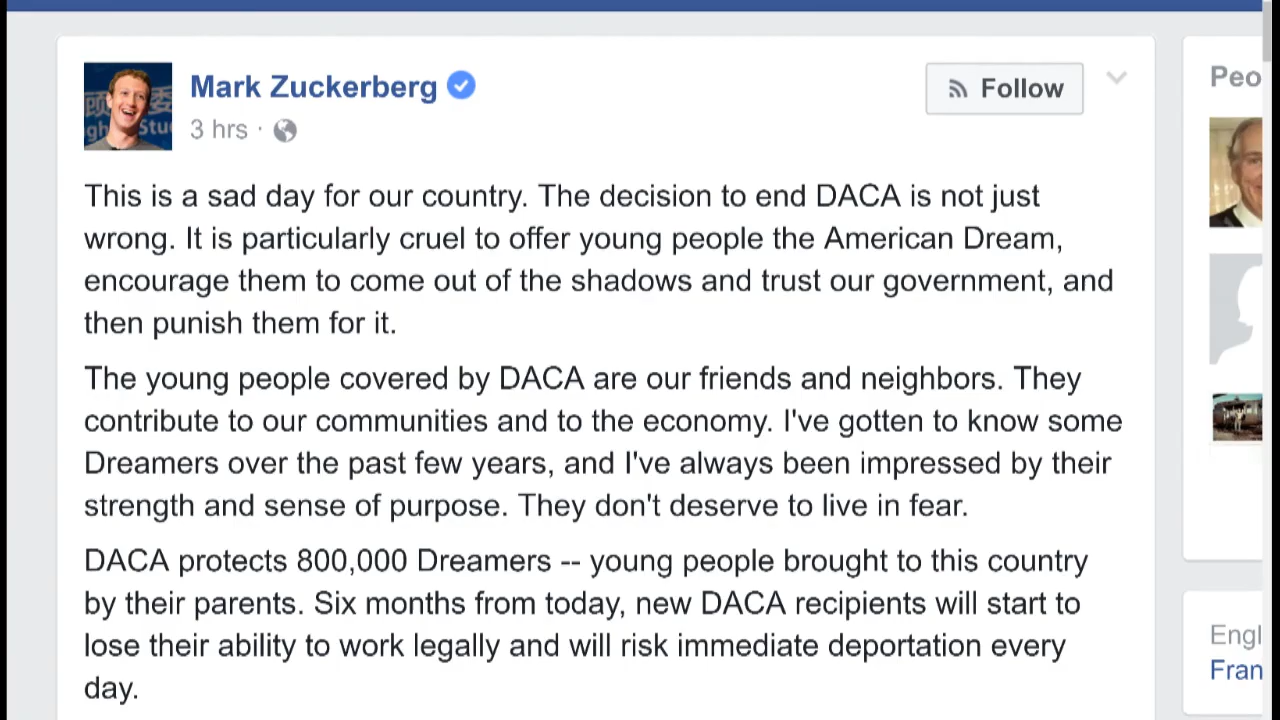 Mark Zuckerberg
3 hrs ·
Follow
This is a sad day for our country. The decision to end DACA is not just
wrong. It is particularly cruel to offer young people the American Dream,
encourage them to come out of the shadows and trust our government, and
then punish them for it.
The young people covered by DACA are our friends and neighbors. They
contribute to our communities and to the economy. I've gotten to know some
Dreamers over the past few years, and I've always been impressed by their
strength and sense of purpose. They don't deserve to live in fear.
DACA protects 800,000 Dreamers -- young people brought to this country
by their parents. Six months from today, new DACA recipients will start to
lose their ability to work legally and will risk immediate deportation every
day.
Peo
Engl
Fran